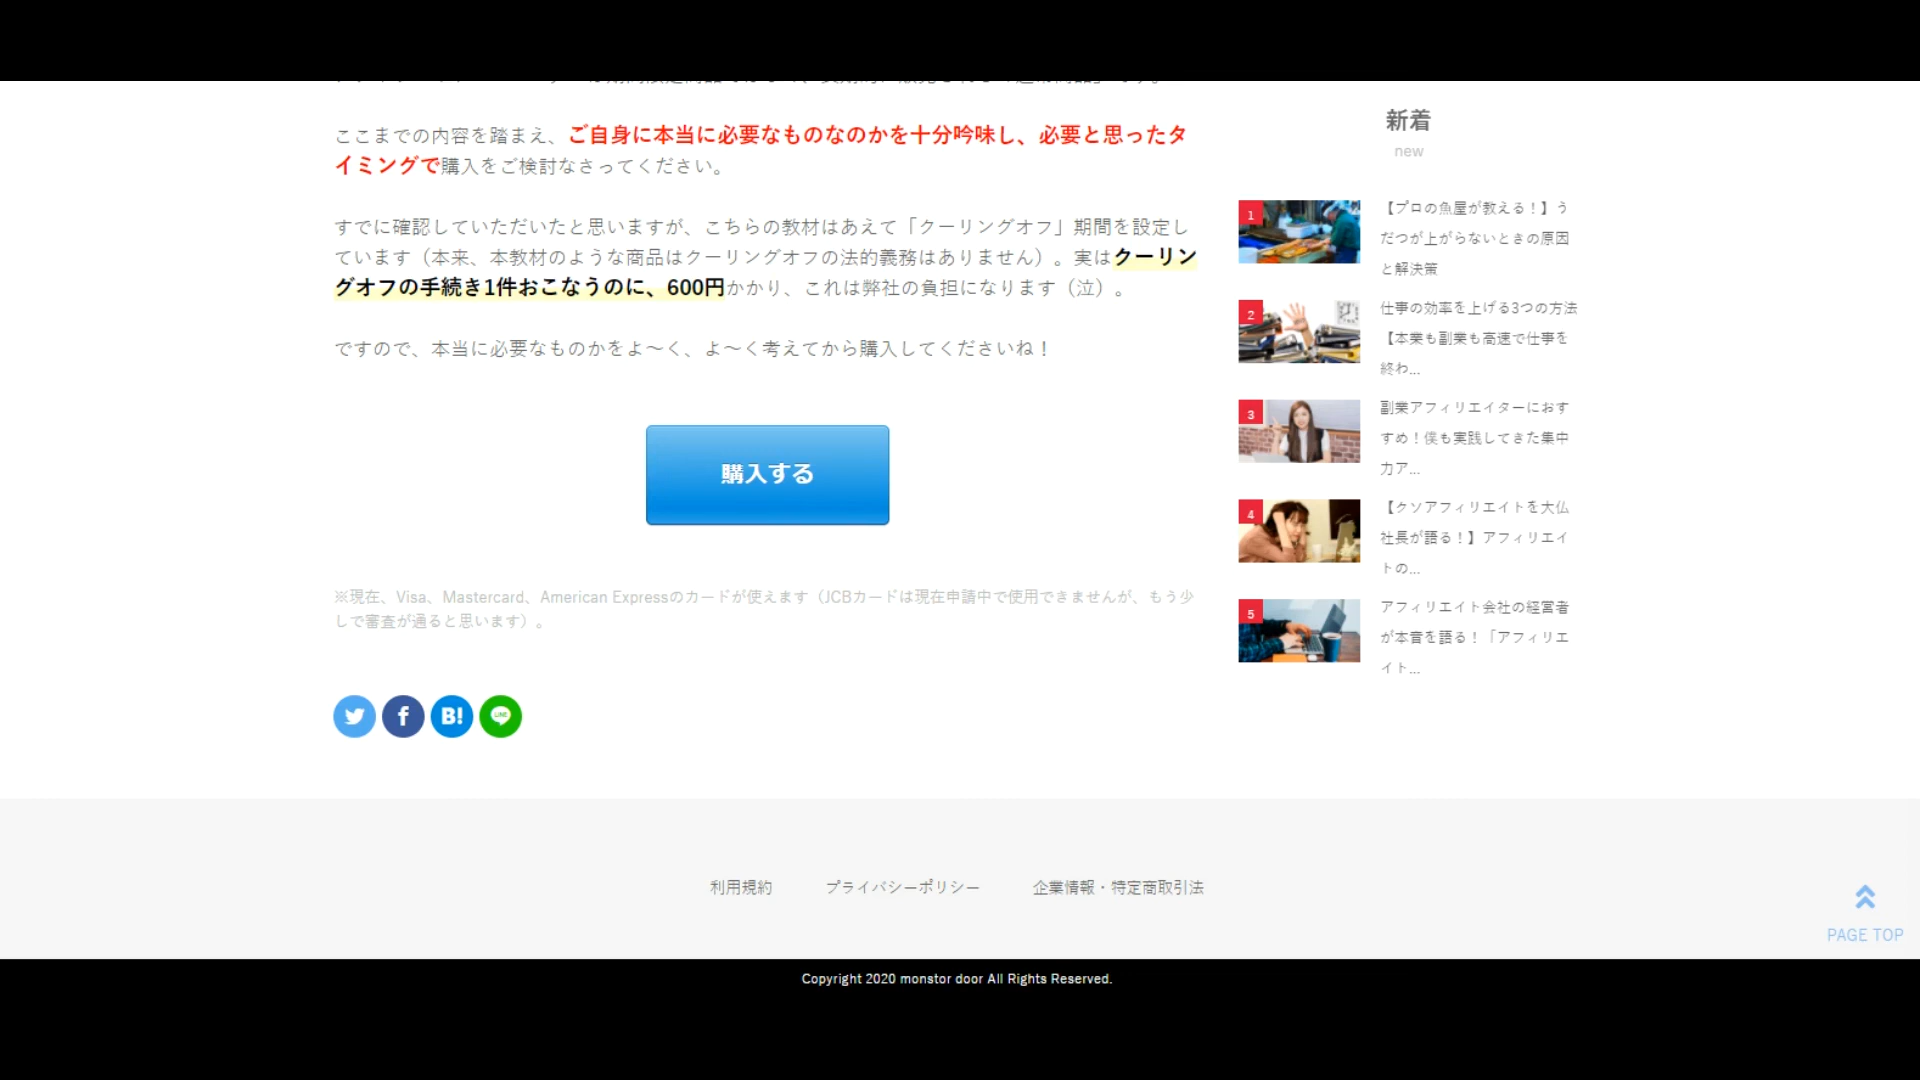 ここまでの内容を踏まえ、ご自身に本当に必要なものなのかを十分吟味し、必要と思ったタ
イミングで購入をご検討なさってください。
すでに確認していただいたと思いますが、こちらの教材はあえて「クーリングオフ」期間を設定し
ています（本来、本教材のような商品はクーリングオフの法的義務はありません）。実はクーリン
グオフの手続き1件おこなうのに、600円かかり、これは弊社の負担になります（泣）。
ですので、本当に必要なものかをよ〜く、よ〜く考えてから購入してくださいね！
購入する
※現在、Visa、Mastercard、American Expressのカードが使えます（JCBカードは現在申請中で使用できませんが、もう少
しで審査が通ると思います）。
B!
LINE
新着
new
1
【プロの魚屋が教える！】う
だつが上がらないときの原因
と解決策
2
仕事の効率を上げる3つの方法
【本業も副業も高速で仕事を
終わ...
3
副業アフィリエイターにおす
すめ！僕も実践してきた集中
力ア...
4
【クソアフィリエイトを大仏
社長が語る！】アフィリエイ
トの...
5
アフィリエイト会社の経営者
が本音を語る！「アフィリエ
イト...
利用規約
プライバシーポリシー
企業情報・特定商取引法
PAGE TOP
Copyright 2020 monstor door All Rights Reserved.